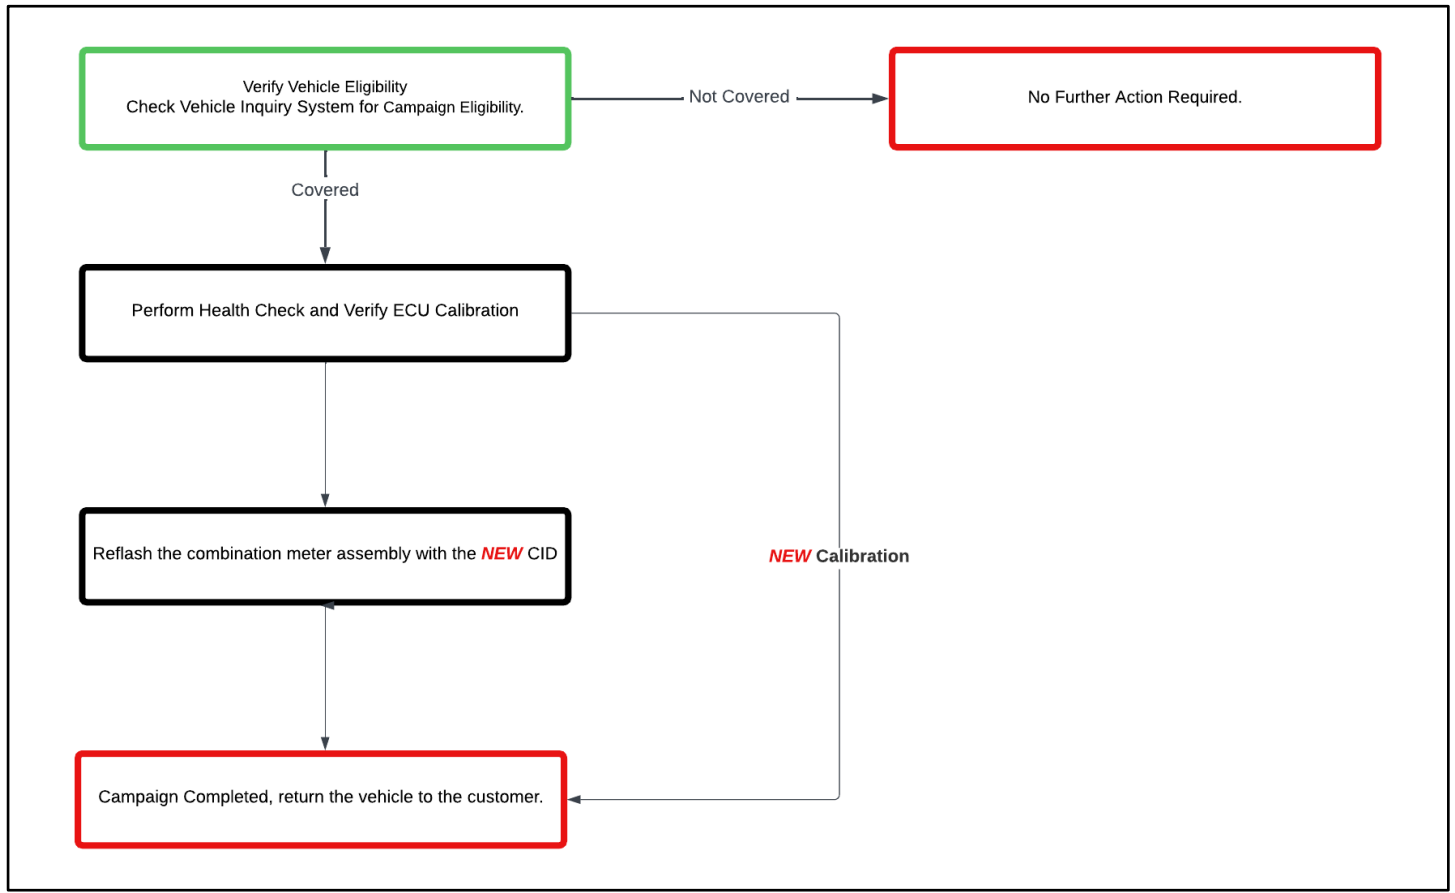 Verify Vehicle Eligibility
Check Vehicle Inquiry System for Campaign Eligibility.
Not Covered
No Further Action Required.
Covered
Perform Health Check and Verify ECU Calibration
Reflash the combination meter assembly with the NEW CID
NEW Calibration
Campaign Completed, return the vehicle to the customer.